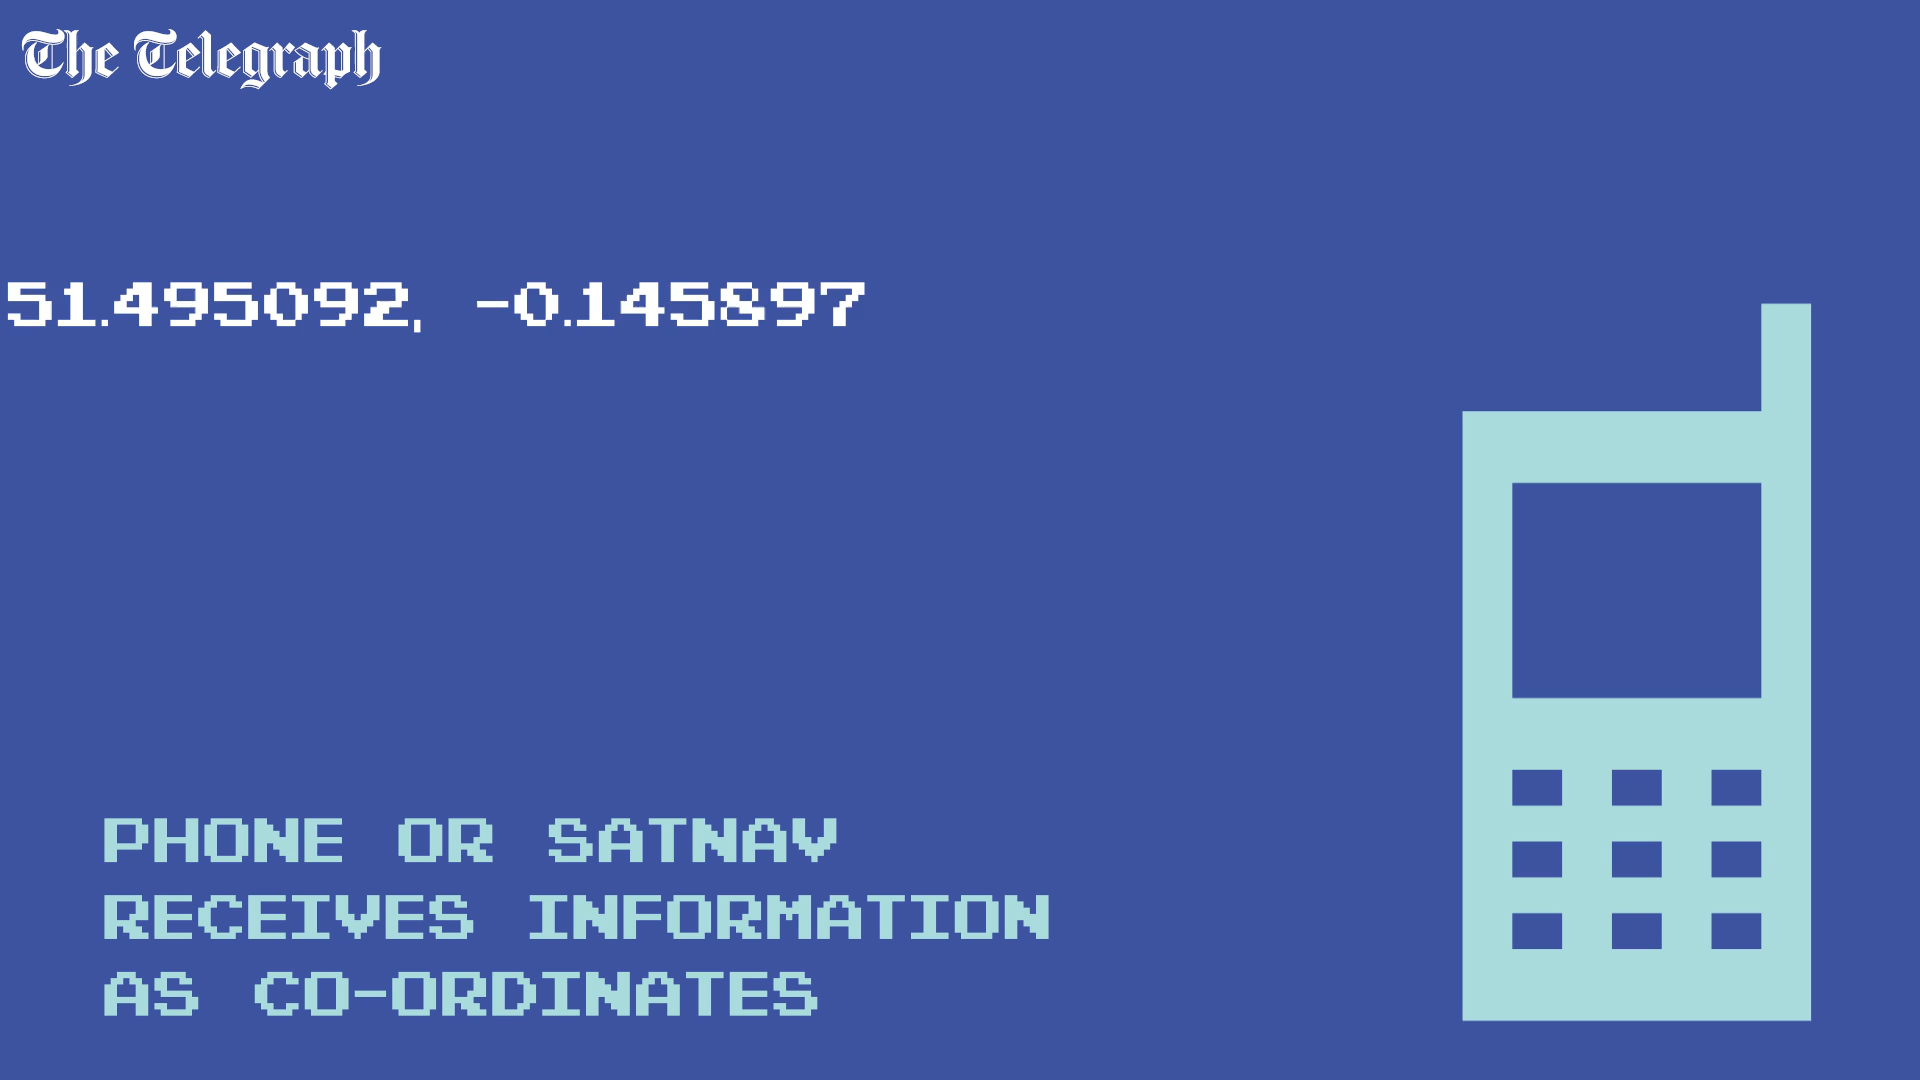 The Telegraph
51.495092, -0.145897
PHONE OR SATNAV
RECEIVES INFORMATION
AS CO-ORDINATES